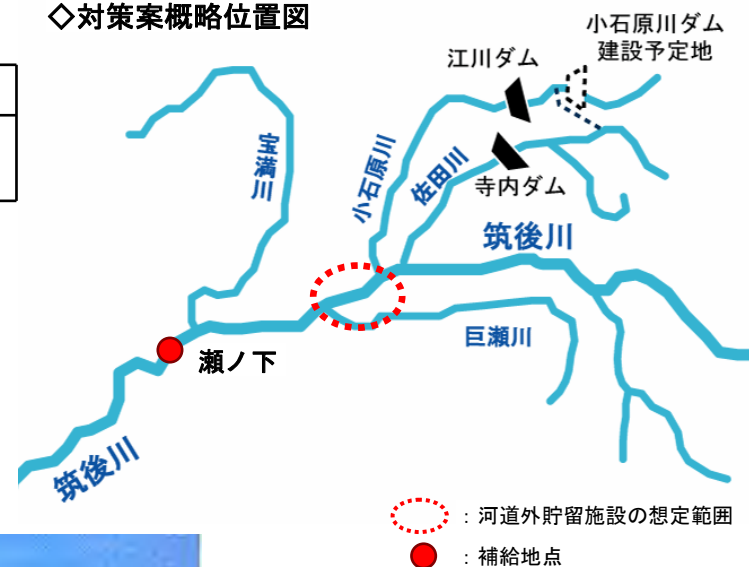 ◇対策案概略位置図
小石原川ダム
建設予定地
江川ダム
宝満川
小石原川
佐田川
寺内ダム
筑後川
巨瀬川
瀬ノ下
筑後川
：河道外貯留施設の想定範囲
：補給地点